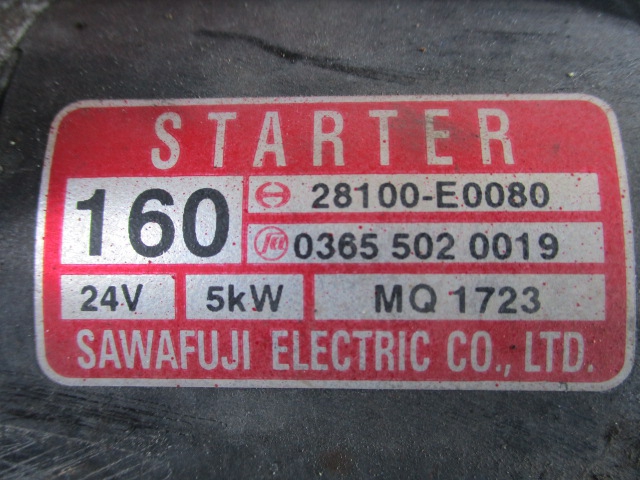 STARTER
160
28100-E0080
0365 502 0019
24V 5kW MQ 1723
SAWAFUJI ELECTRIC CO., LTD.